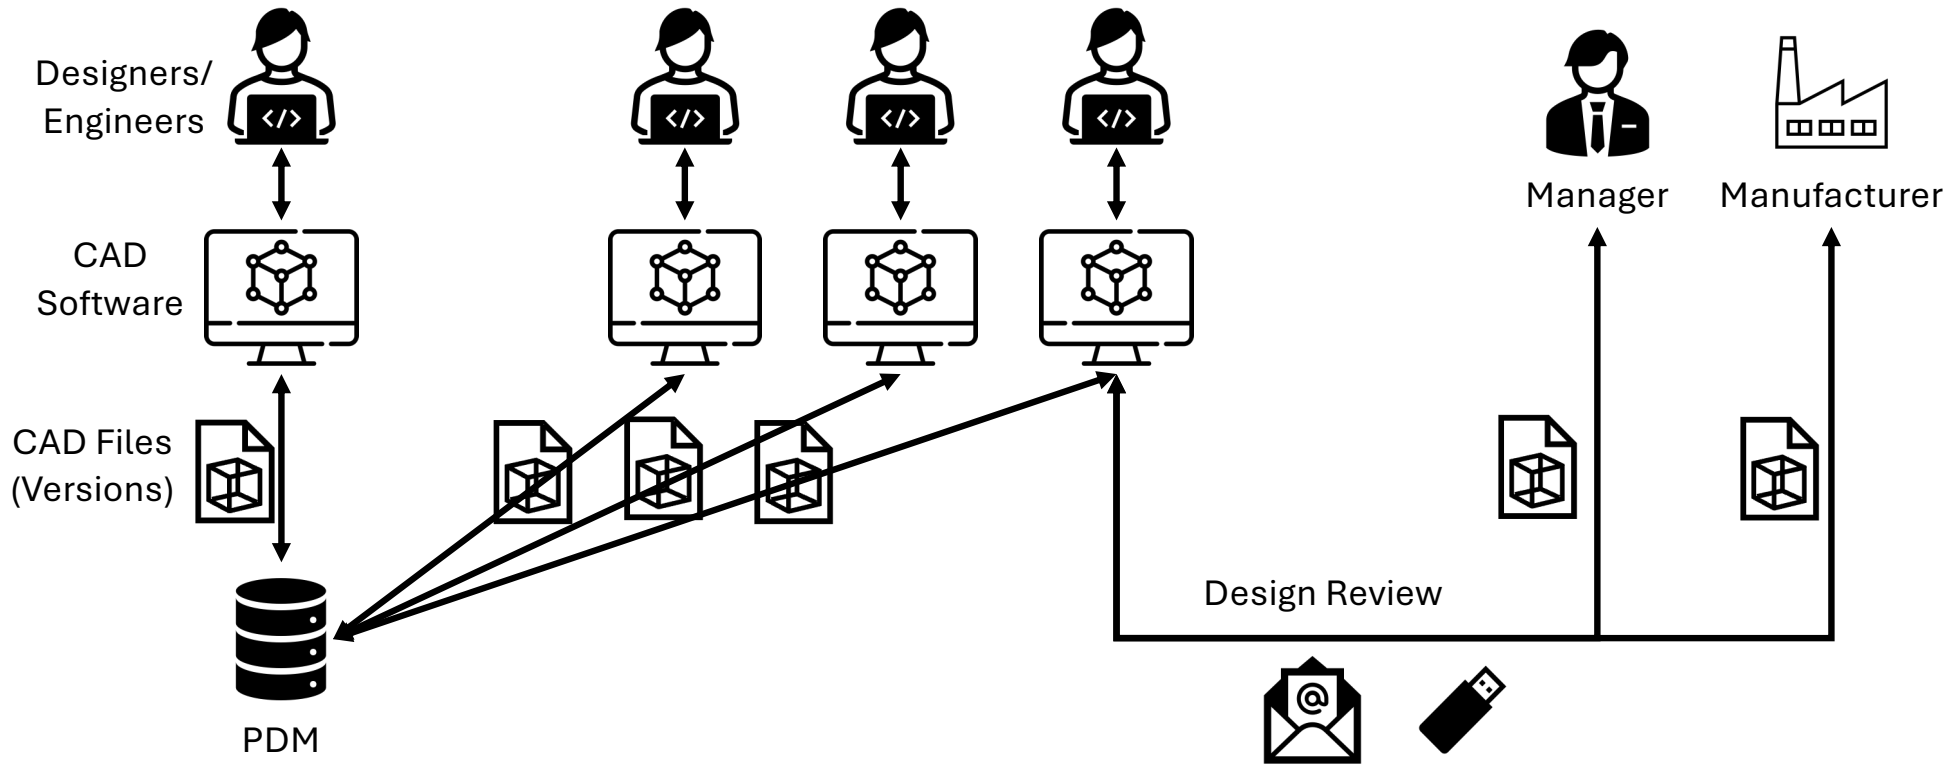 Designers/
Engineers
</>
</>
</>
</>
Manager
Manufacturer
CAD
Software
CAD Files
(Versions)
Design Review
@
PDM